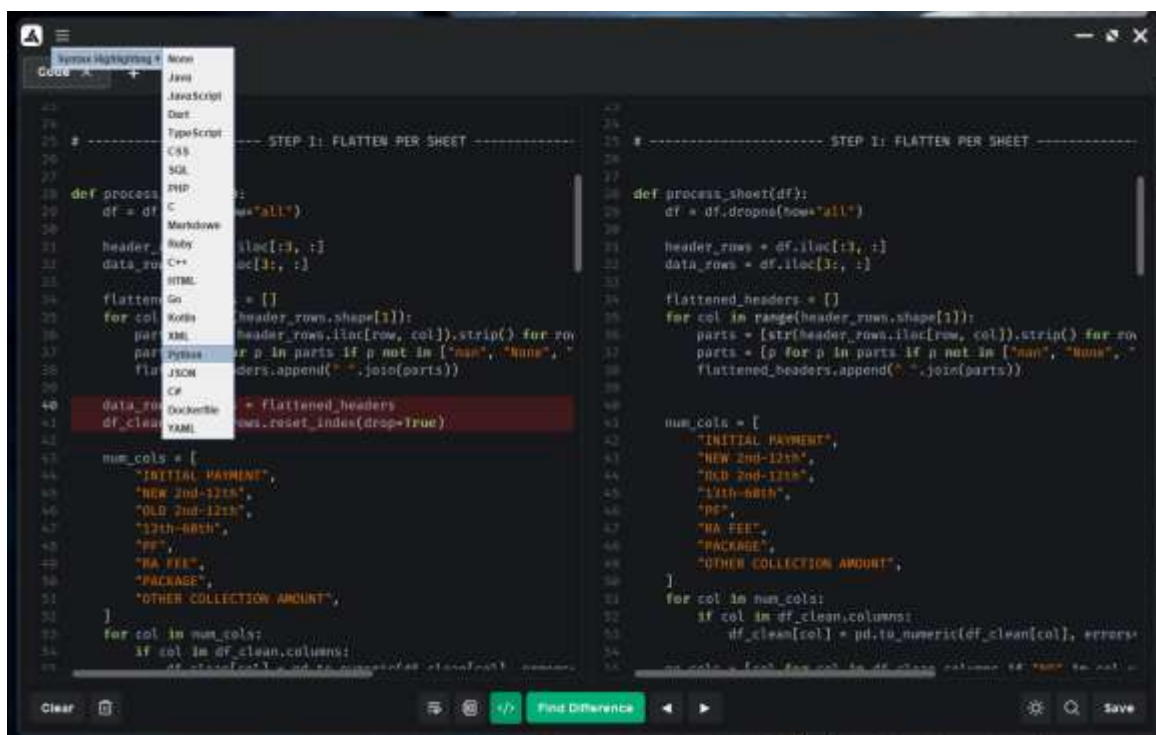 Syntax Highlighting
Code × +
None
Java
JavaScript
Dart
TypeScript
CSS
SQL
PHP
C
Markdown
Ruby
C++
HTML
Go
Kotlin
XML
Python
JSON
C#
Dockerfile
YAML
# ---------- STEP 1: FLATTEN PER SHEET ----------
def process
df = df
="all")
header_
iloc[:3, :]
data_ro
oc[3:, :]
flatten
= []
for col
header_rows.shape[1]):
par
header_rows.iloc[row, col]).strip() for row
par
r p in parts if p not in ["nan", "None", "
fla
ders.append(" ".join(parts))
40 data_ro
= flattened_headers
41 df_clea
ows.reset_index(drop=True)
num_cols = [
"INITIAL PAYMENT",
"NEW 2nd-12th",
"OLD 2nd-12th",
"13th-60th",
"PF",
"RA FEE",
"PACKAGE",
"OTHER COLLECTION AMOUNT",
]
for col in num_cols:
if col in df_clean.columns:
# ---------------------- STEP 1: FLATTEN PER SHEET -------------
def process_sheet(df):
df = df.dropna(how="all")
header_rows = df.iloc[:3, :]
data_rows = df.iloc[3:, :]
flattened_headers = []
for col in range(header_rows.shape[1]):
parts = [str(header_rows.iloc[row, col]).strip() for row
parts = [p for p in parts if p not in ["nan", "None", "
flattened_headers.append(" ".join(parts))
num_cols = [
"INITIAL PAYMENT",
"NEW 2nd-12th",
"OLD 2nd-12th",
"13th-60th",
"PF",
"RA FEE",
"PACKAGE",
"OTHER COLLECTION AMOUNT",
]
for col in num_cols:
if col in df_clean.columns:
df_clean[col] = pd.to_numeric(df_clean[col], errors=
Clear
</> Find Difference
Save